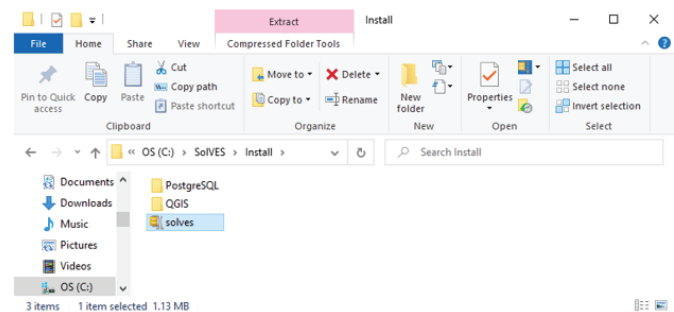 Extract Install
File Home Share View Compressed Folder Tools
Pin to Quick access Copy Paste
Cut
Copy path
Paste shortcut
Clipboard
Move to Delete
Copy to Rename
Organize
New folder
New
Properties
Open
Select all
Select none
Invert selection
Select
« OS (C:) > SolVES > Install > Search Install
Documents
Downloads
Music
Pictures
Videos
OS (C:)
PostgreSQL
QGIS
solves
3 items 1 item selected 1.13 MB